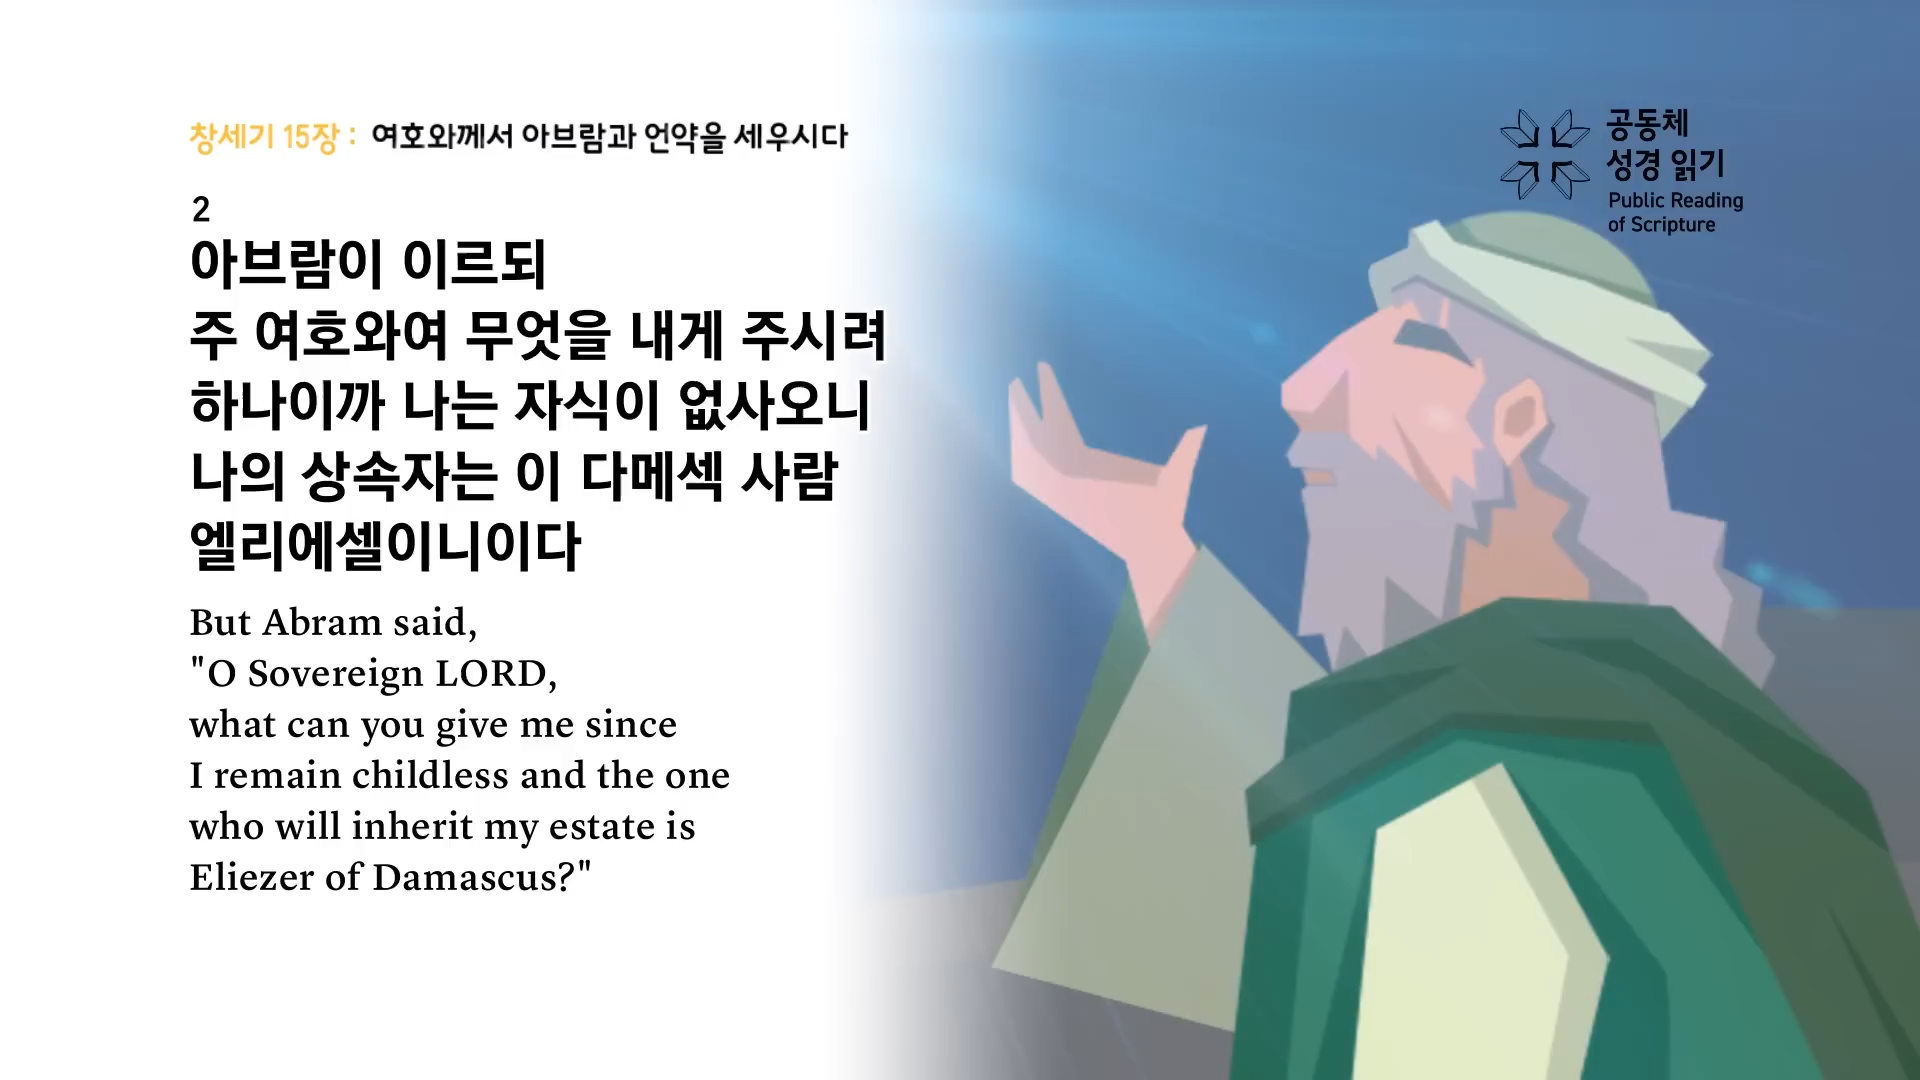 창세기 15장 : 여호와께서 아브람과 언약을 세우시다
2
아브람이 이르되
주 여호와여 무엇을 내게 주시려
하나이까 나는 자식이 없사오니
나의 상속자는 이 다메섹 사람
엘리에셀이니이다
But Abram said,
"O Sovereign LORD,
what can you give me since
I remain childless and the one
who will inherit my estate is
Eliezer of Damascus?"
공동체
성경 읽기
Public Reading
of Scripture